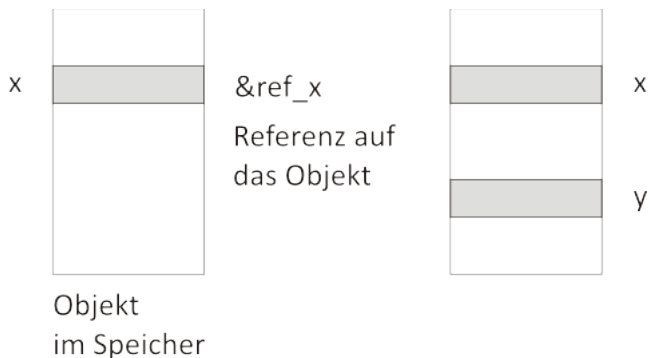 x
&ref_x
Referenz auf
das Objekt
Objekt
im Speicher
x
y